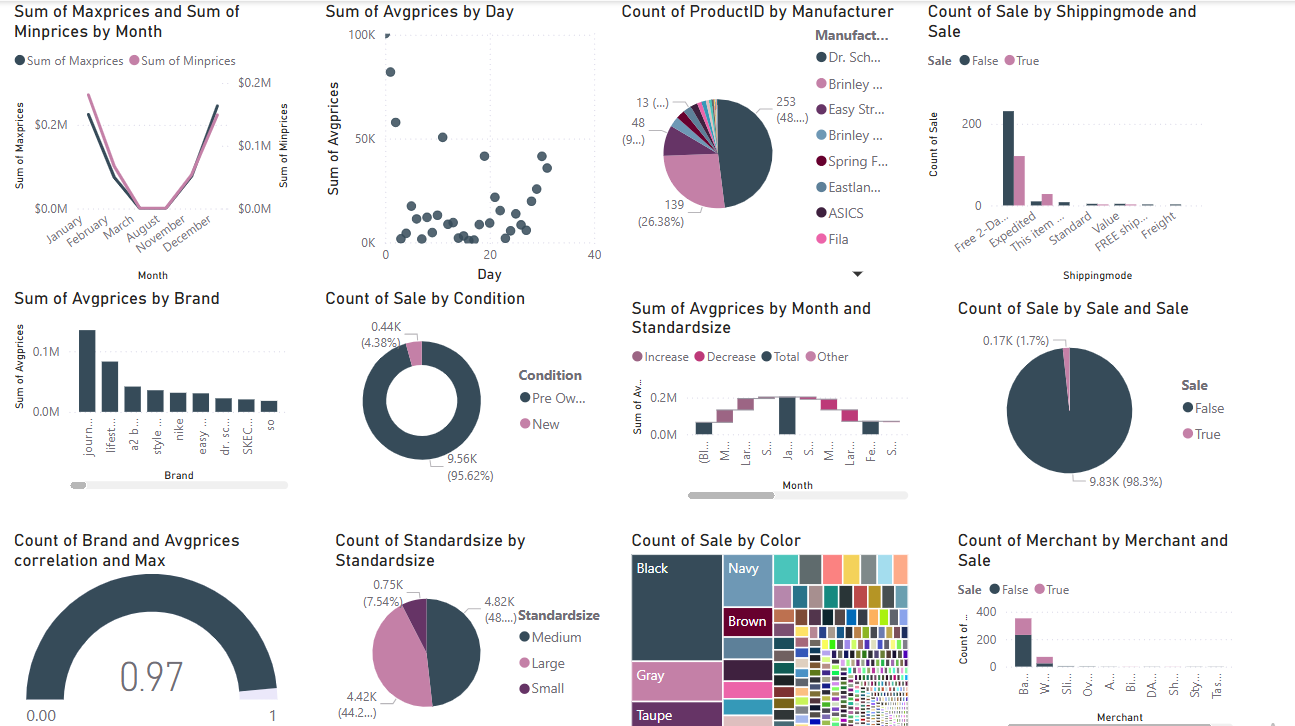 Sum of Maxprices and Sum of
Minprices by Month
Sum of Maxprices Sum of Minprices
Sum of Maxprices
$0.2M
$0.0M
$0.2M
$0.1M
$0.0M
Sum of Minprices
January
February
March
August
November
December
Month
Sum of Avgprices by Day
Sum of Avgprices
100K
50K
0K
0
20
40
Day
Count of ProductID by Manufacturer
13 (...)
48
(9...)
139
(26.38%)
253
(48....)
Manufact...
Dr. Sch...
Brinley ...
Easy Str...
Brinley ...
Spring F...
Eastlan...
ASICS
Fila
Count of Sale by Shippingmode and
Sale
Sale False True
Count of Sale
200
0
Free 2-Da...
Expedited
This item ...
Standard
Value
FREE ship...
Freight
Shippingmode
Sum of Avgprices by Brand
Sum of Avgprices
0.1M
0.0M
journ...
lifest...
a2 b...
style ...
nike
easy ...
dr. sc...
SKEC...
so
Brand
Count of Sale by Condition
0.44K
(4.38%)
9.56K
(95.62%)
Condition
Pre Ow...
New
Sum of Avgprices by Month and
Standardsize
Increase Decrease Total Other
Sum of Av...
0.2M
0.0M
(Bl...
M...
Lar...
S...
Ja...
S...
M...
Lar...
Fe...
S...
Month
Count of Sale by Sale and Sale
0.17K (1.7%)
9.83K (98.3%)
Sale
False
True
Count of Brand and Avgprices
correlation and Max
0.97
0.00
1
Count of Standardsize by
Standardsize
0.75K
(7.54%)
4.82K
(48....)
4.42K
(44.2...)
Standardsize
Medium
Large
Small
Count of Sale by Color
Black
Navy
Brown
Gray
Taupe
Count of Merchant by Merchant and
Sale
Sale False True
Count of ...
400
200
0
Ba...
W...
Sli...
Ov...
A...
Bi...
DA...
Sh...
Sty...
Tas...
Merchant